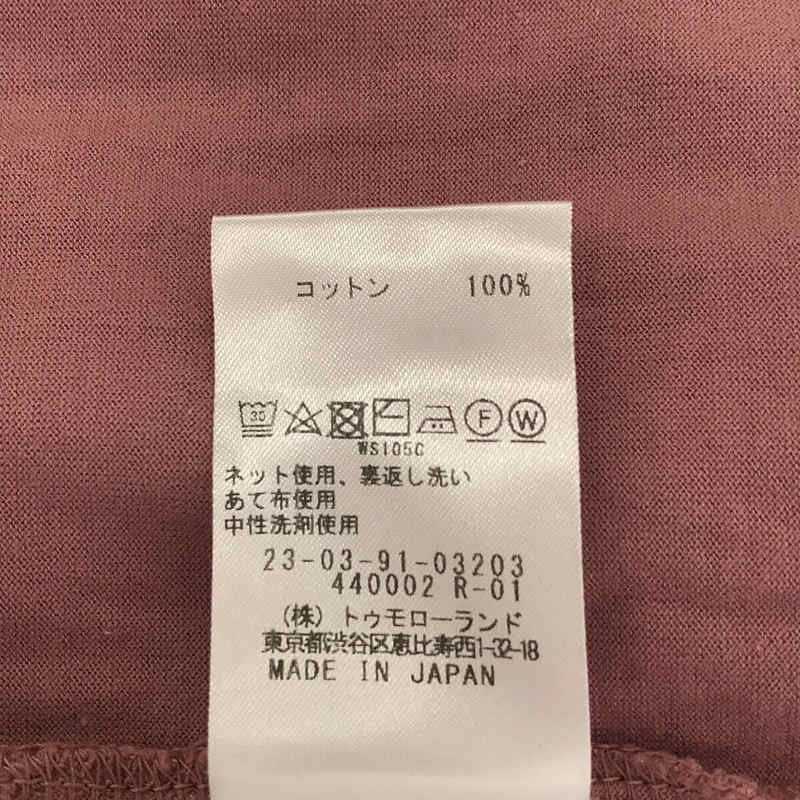 コットン 100%
30
F W
WS105C
ネット使用、裏返し洗い
あて布使用
中性洗剤使用
23-03-91-03203
440002 R-01
(株) トゥモローランド
東京都渋谷区恵比寿西1-32-18
MADE IN JAPAN